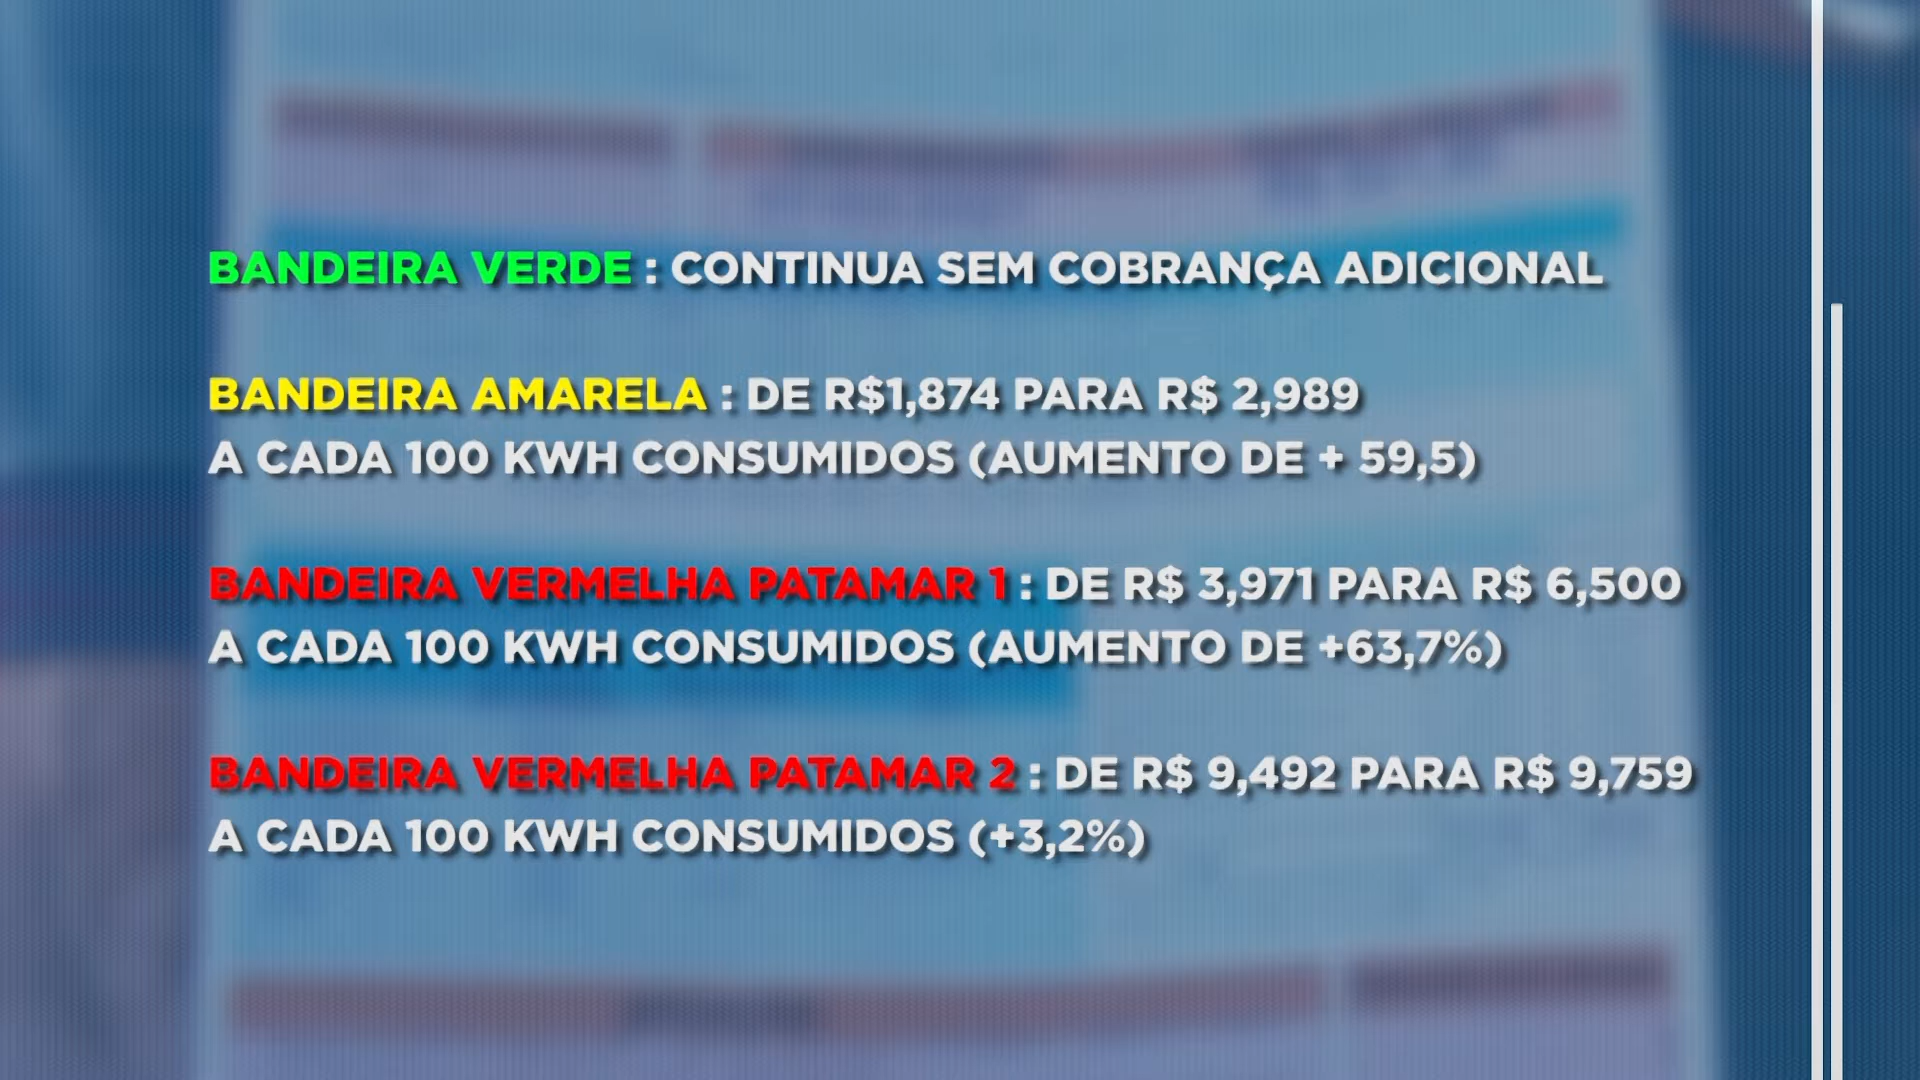 BANDEIRA VERDE : CONTINUA SEM COBRANÇA ADICIONAL
BANDEIRA AMARELA : DE R$1,874 PARA R$ 2,989
A CADA 100 KWH CONSUMIDOS (AUMENTO DE + 59,5)
BANDEIRA VERMELHA PATAMAR 1 : DE R$ 3,971 PARA R$ 6,500
A CADA 100 KWH CONSUMIDOS (AUMENTO DE +63,7%)
BANDEIRA VERMELHA PATAMAR 2 : DE R$ 9,492 PARA R$ 9,759
A CADA 100 KWH CONSUMIDOS (+3,2%)